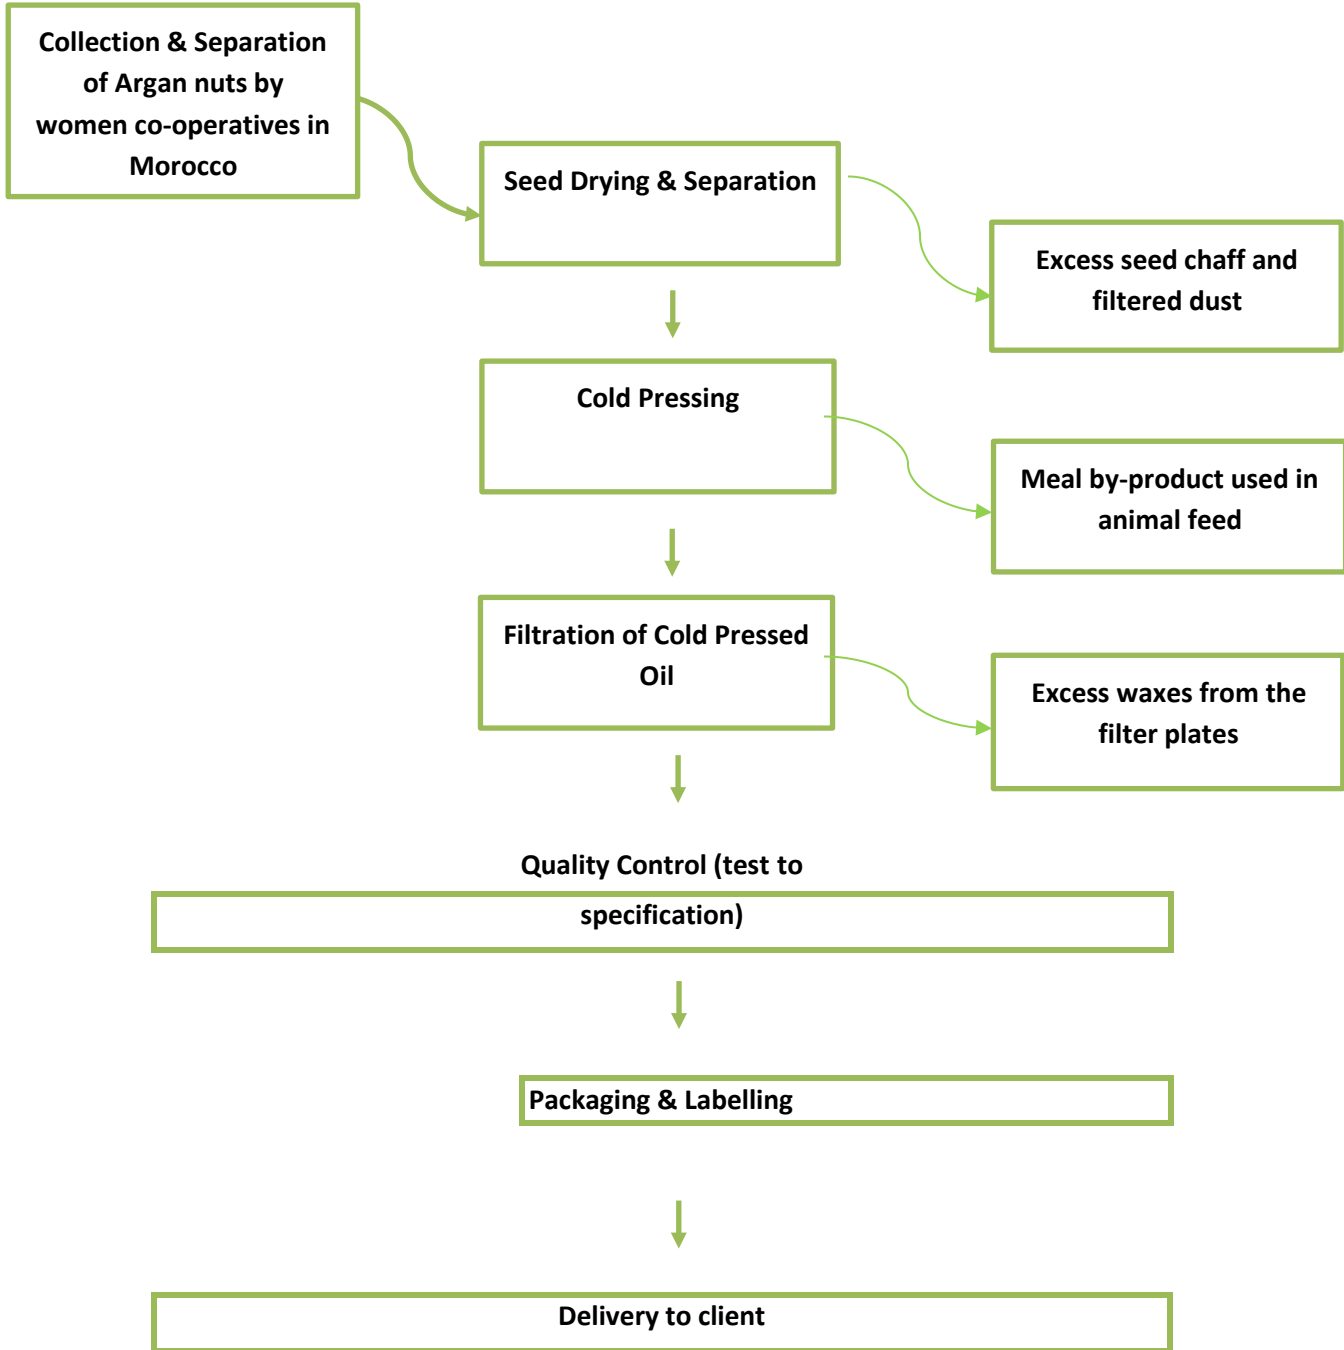 Collection & Separation
of Argan nuts by
women co-operatives in
Morocco
Seed Drying & Separation
Excess seed chaff and
filtered dust
Cold Pressing
Meal by-product used in
animal feed
Filtration of Cold Pressed
Oil
Excess waxes from the
filter plates
Quality Control (test to
specification)
Packaging & Labelling
Delivery to client